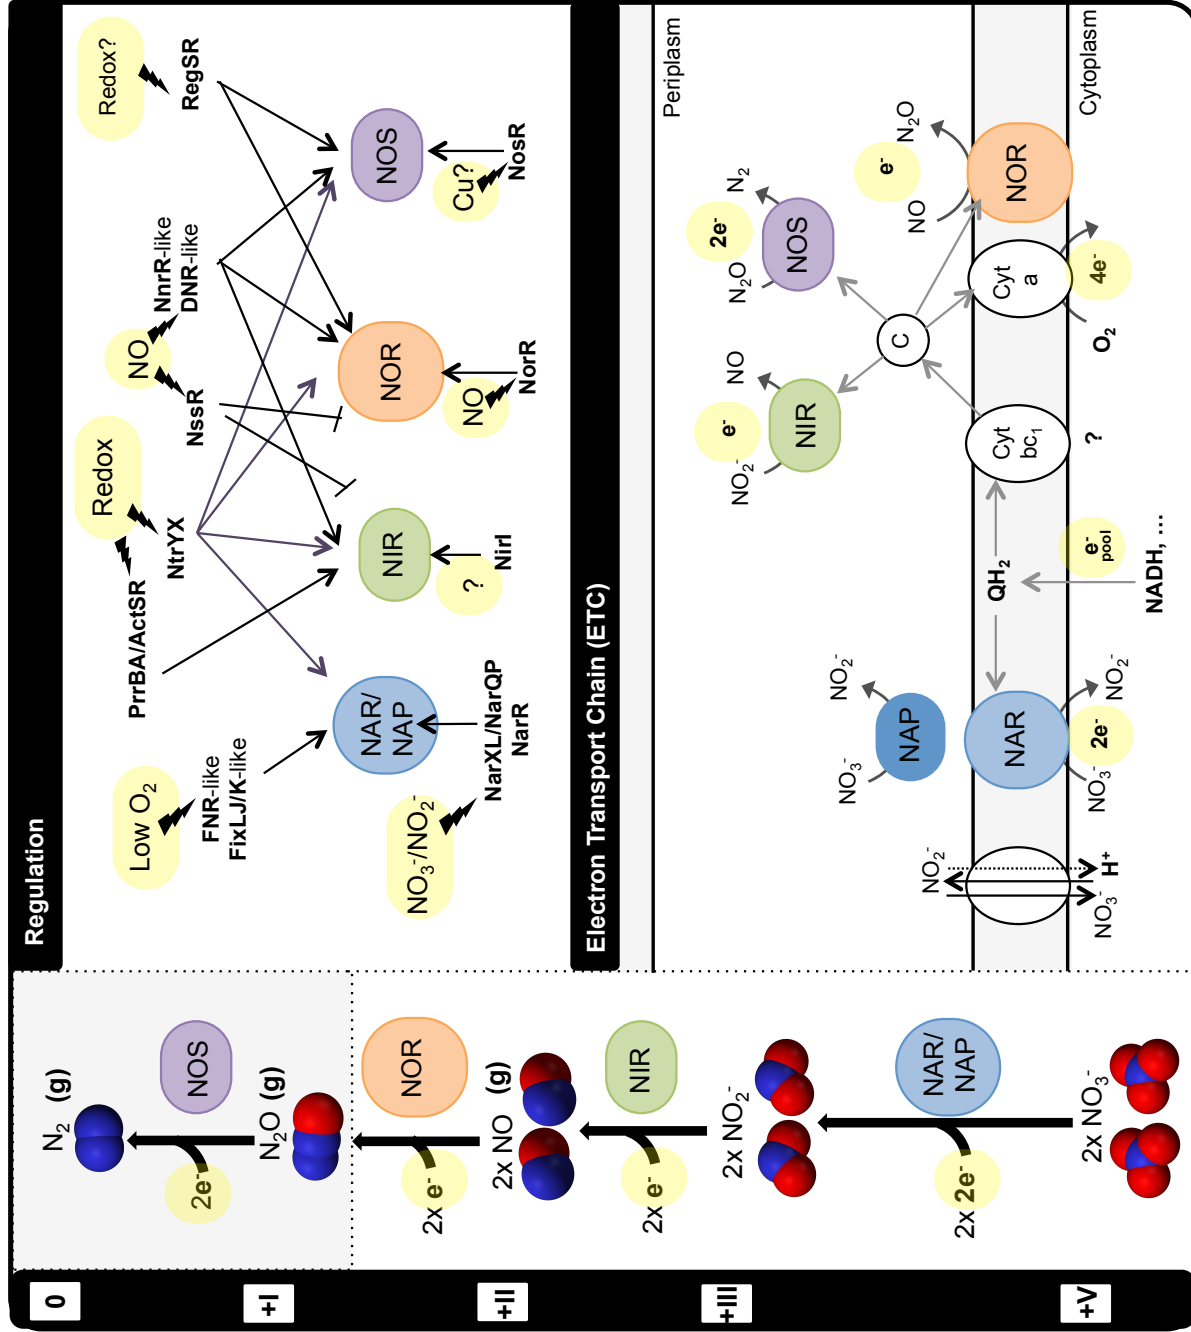 0
+I
+II
+III
+V
N₂ (g)
NOS
2e⁻
N₂O (g)
NOR
2x e⁻
2x NO (g)
NIR
2x e⁻
2x NO₂⁻
NAR/
NAP
2x 2e⁻
2x NO₃⁻
Regulation
Low O₂
FNR-like
FixLJ/K-like
PrrBA/ActSR
Redox
NtrYX
NO
NssR
NnrR-like
DNR-like
Redox?
RegSR
NAR/
NAP
NIR
NOR
NOS
NO₃⁻/NO₂⁻
NarXL/NarQP
NarR
?
NirI
NO
NorR
Cu?
NosR
Electron Transport Chain (ETC)
Periplasm
NO₂⁻
NO₃⁻
H⁺
NO₃⁻
NAP
NO₂⁻
NAR
NO₃⁻
2e⁻
NO₂⁻
QH₂
e⁻
pool
NADH, ...
e⁻
NO₂⁻
NIR
NO
Cyt
bc₁
?
C
2e⁻
N₂O
NOS
N₂
Cyt
a
O₂
4e⁻
e⁻
NO
NOR
N₂O
Cytoplasm